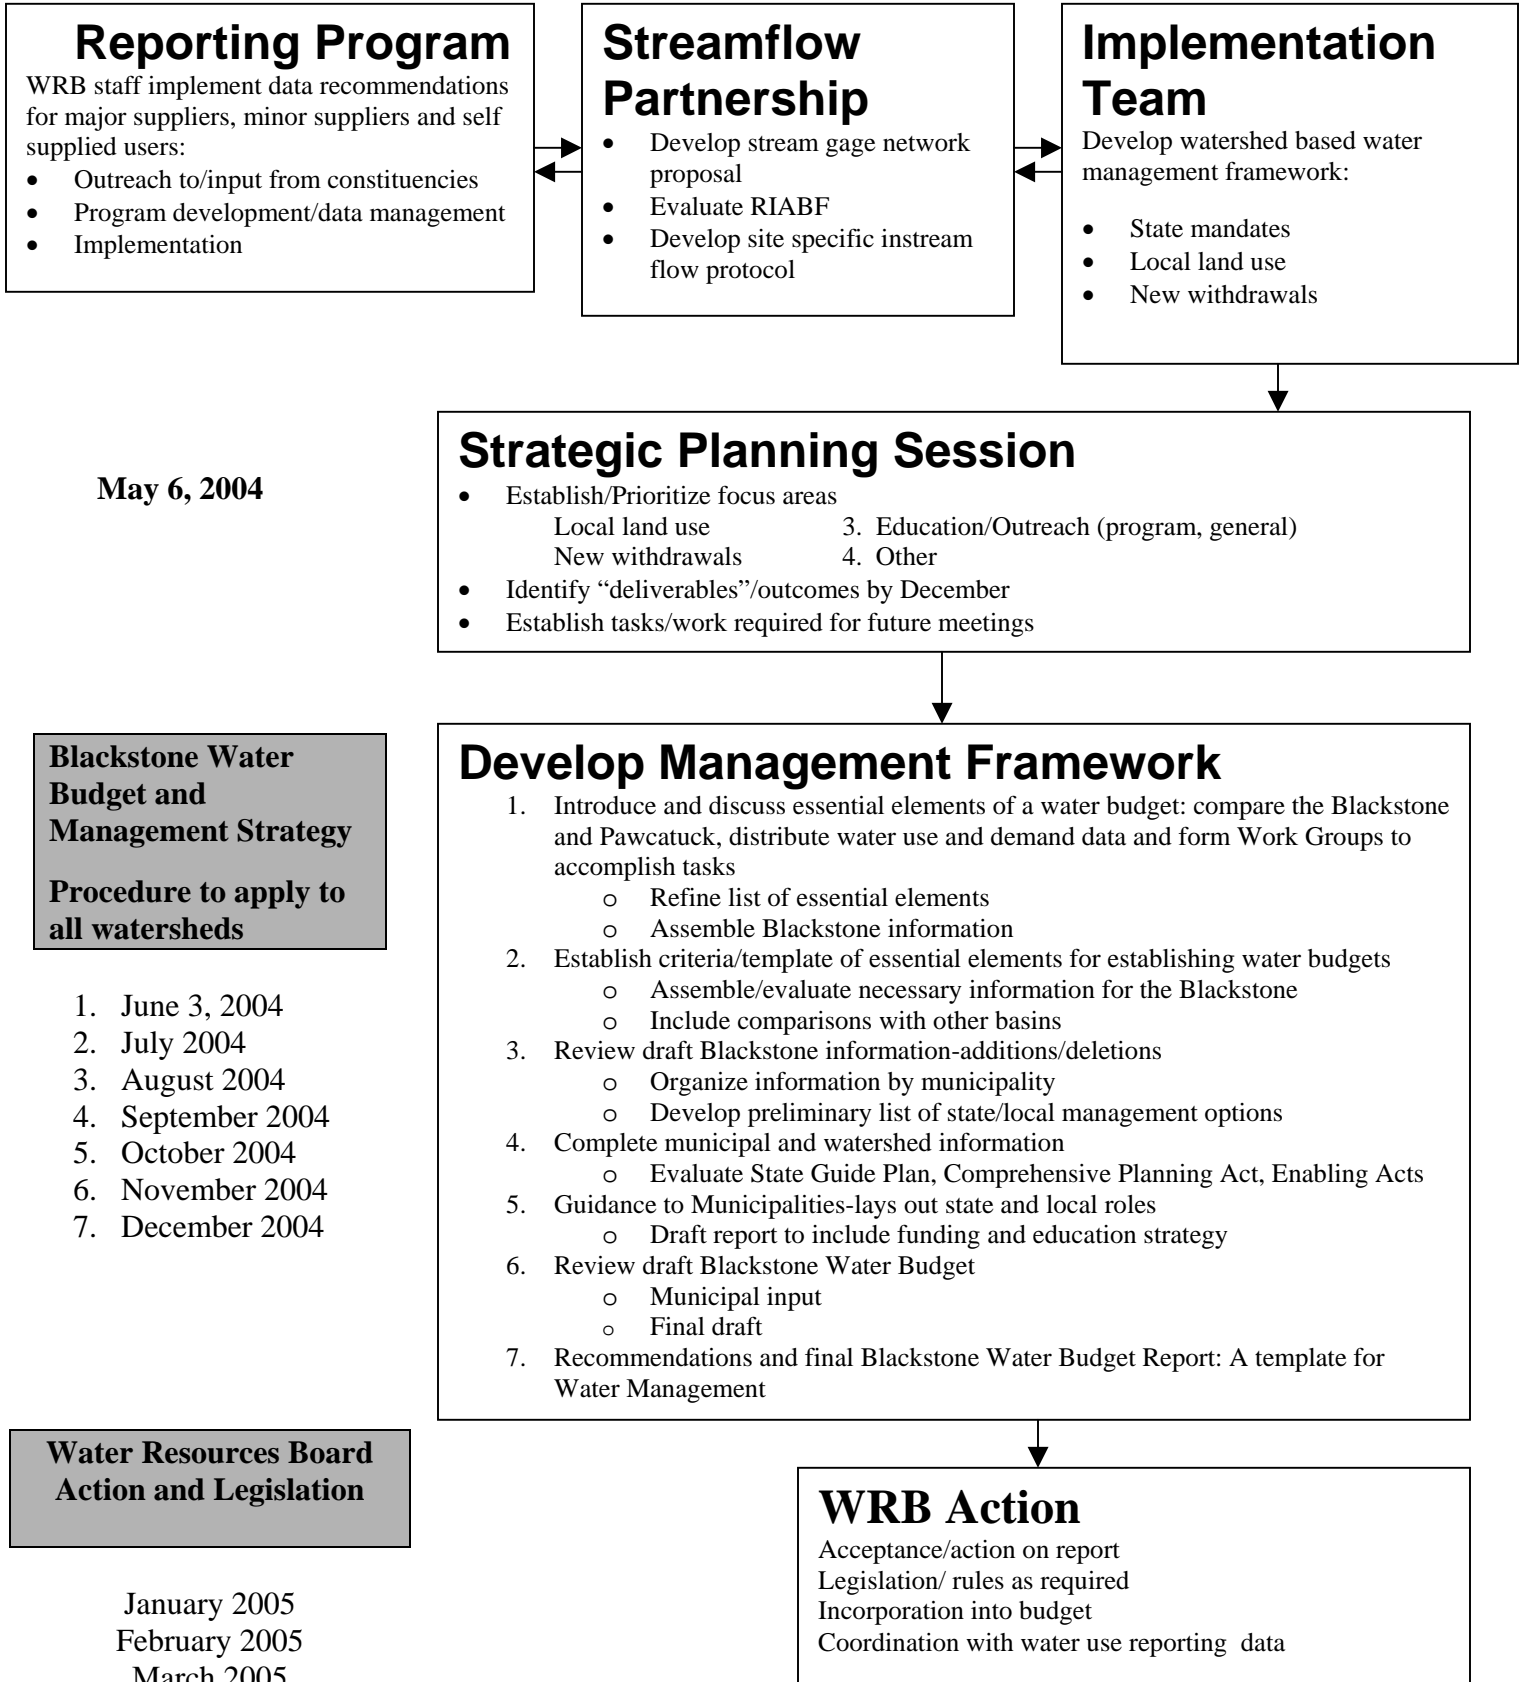 Reporting Program
WRB staff implement data recommendations
for major suppliers, minor suppliers and self
supplied users:
• Outreach to/input from constituencies
• Program development/data management
• Implementation
Streamflow
Partnership
• Develop stream gage network
proposal
• Evaluate RIABF
• Develop site specific instream
flow protocol
Implementation
Team
Develop watershed based water
management framework:
• State mandates
• Local land use
• New withdrawals
May 6, 2004
Strategic Planning Session
• Establish/Prioritize focus areas
Local land use 3. Education/Outreach (program, general)
New withdrawals 4. Other
• Identify “deliverables”/outcomes by December
• Establish tasks/work required for future meetings
Blackstone Water
Budget and
Management Strategy
Procedure to apply to
all watersheds
1. June 3, 2004
2. July 2004
3. August 2004
4. September 2004
5. October 2004
6. November 2004
7. December 2004
Develop Management Framework
1. Introduce and discuss essential elements of a water budget: compare the Blackstone
and Pawcatuck, distribute water use and demand data and form Work Groups to
accomplish tasks
o Refine list of essential elements
o Assemble Blackstone information
2. Establish criteria/template of essential elements for establishing water budgets
o Assemble/evaluate necessary information for the Blackstone
o Include comparisons with other basins
3. Review draft Blackstone information-additions/deletions
o Organize information by municipality
o Develop preliminary list of state/local management options
4. Complete municipal and watershed information
o Evaluate State Guide Plan, Comprehensive Planning Act, Enabling Acts
5. Guidance to Municipalities-lays out state and local roles
o Draft report to include funding and education strategy
6. Review draft Blackstone Water Budget
o Municipal input
o Final draft
7. Recommendations and final Blackstone Water Budget Report: A template for
Water Management
Water Resources Board
Action and Legislation
January 2005
February 2005
March 2005
WRB Action
Acceptance/action on report
Legislation/ rules as required
Incorporation into budget
Coordination with water use reporting data